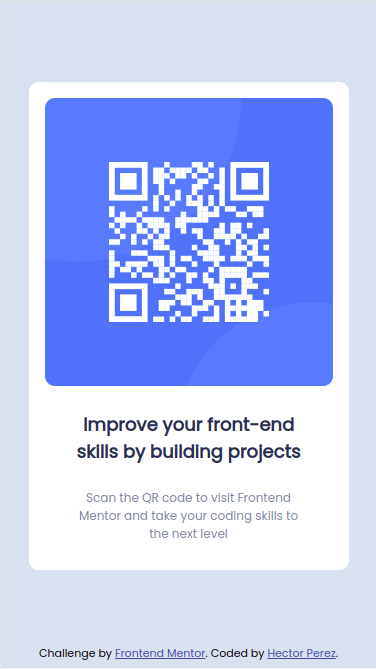 Improve your front-end
skills by building projects
Scan the QR code to visit Frontend
Mentor and take your coding skills to
the next level
Challenge by Frontend Mentor. Coded by Hector Perez.